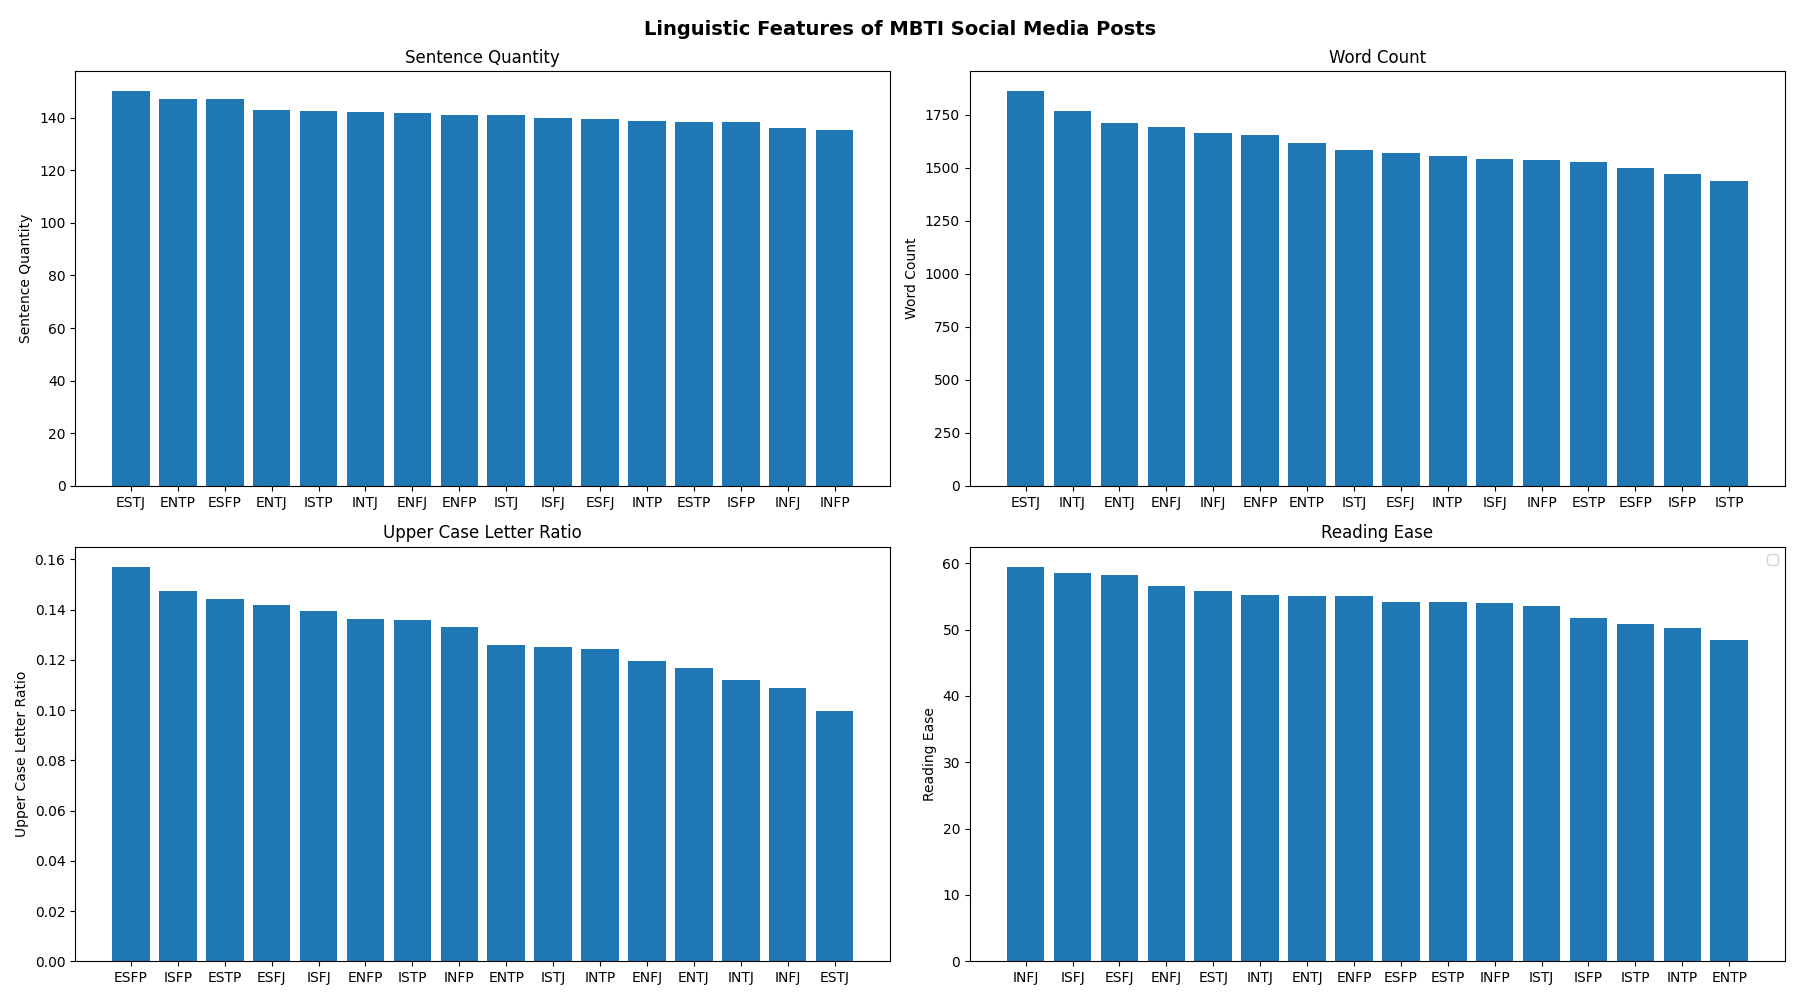 Linguistic Features of MBTI Social Media Posts
Sentence Quantity
Sentence Quantity
140
120
100
80
60
40
20
0
ESTJ ENTP ESFP ENTJ ISTP INTJ ENFJ ENFP ISTJ ISFJ ESFJ INTP ESTP ISFP INFJ INFP
Word Count
Word Count
1750
1500
1250
1000
750
500
250
0
ESTJ INTJ ENTJ ENFJ INFJ ENFP ENTP ISTJ ESFJ INTP ISFJ INFP ESTP ESFP ISFP ISTP
Upper Case Letter Ratio
Upper Case Letter Ratio
0.16
0.14
0.12
0.10
0.08
0.06
0.04
0.02
0.00
ESFP ISFP ESTP ESFJ ISFJ ENFP ISTP INFP ENTP ISTJ INTP ENFJ ENTJ INTJ INFJ ESTJ
Reading Ease
Reading Ease
60
50
40
30
20
10
0
INFJ ISFJ ESFJ ENFJ ESTJ INTJ ENTJ ENFP ESFP ESTP INFP ISTJ ISFP ISTP INTP ENTP